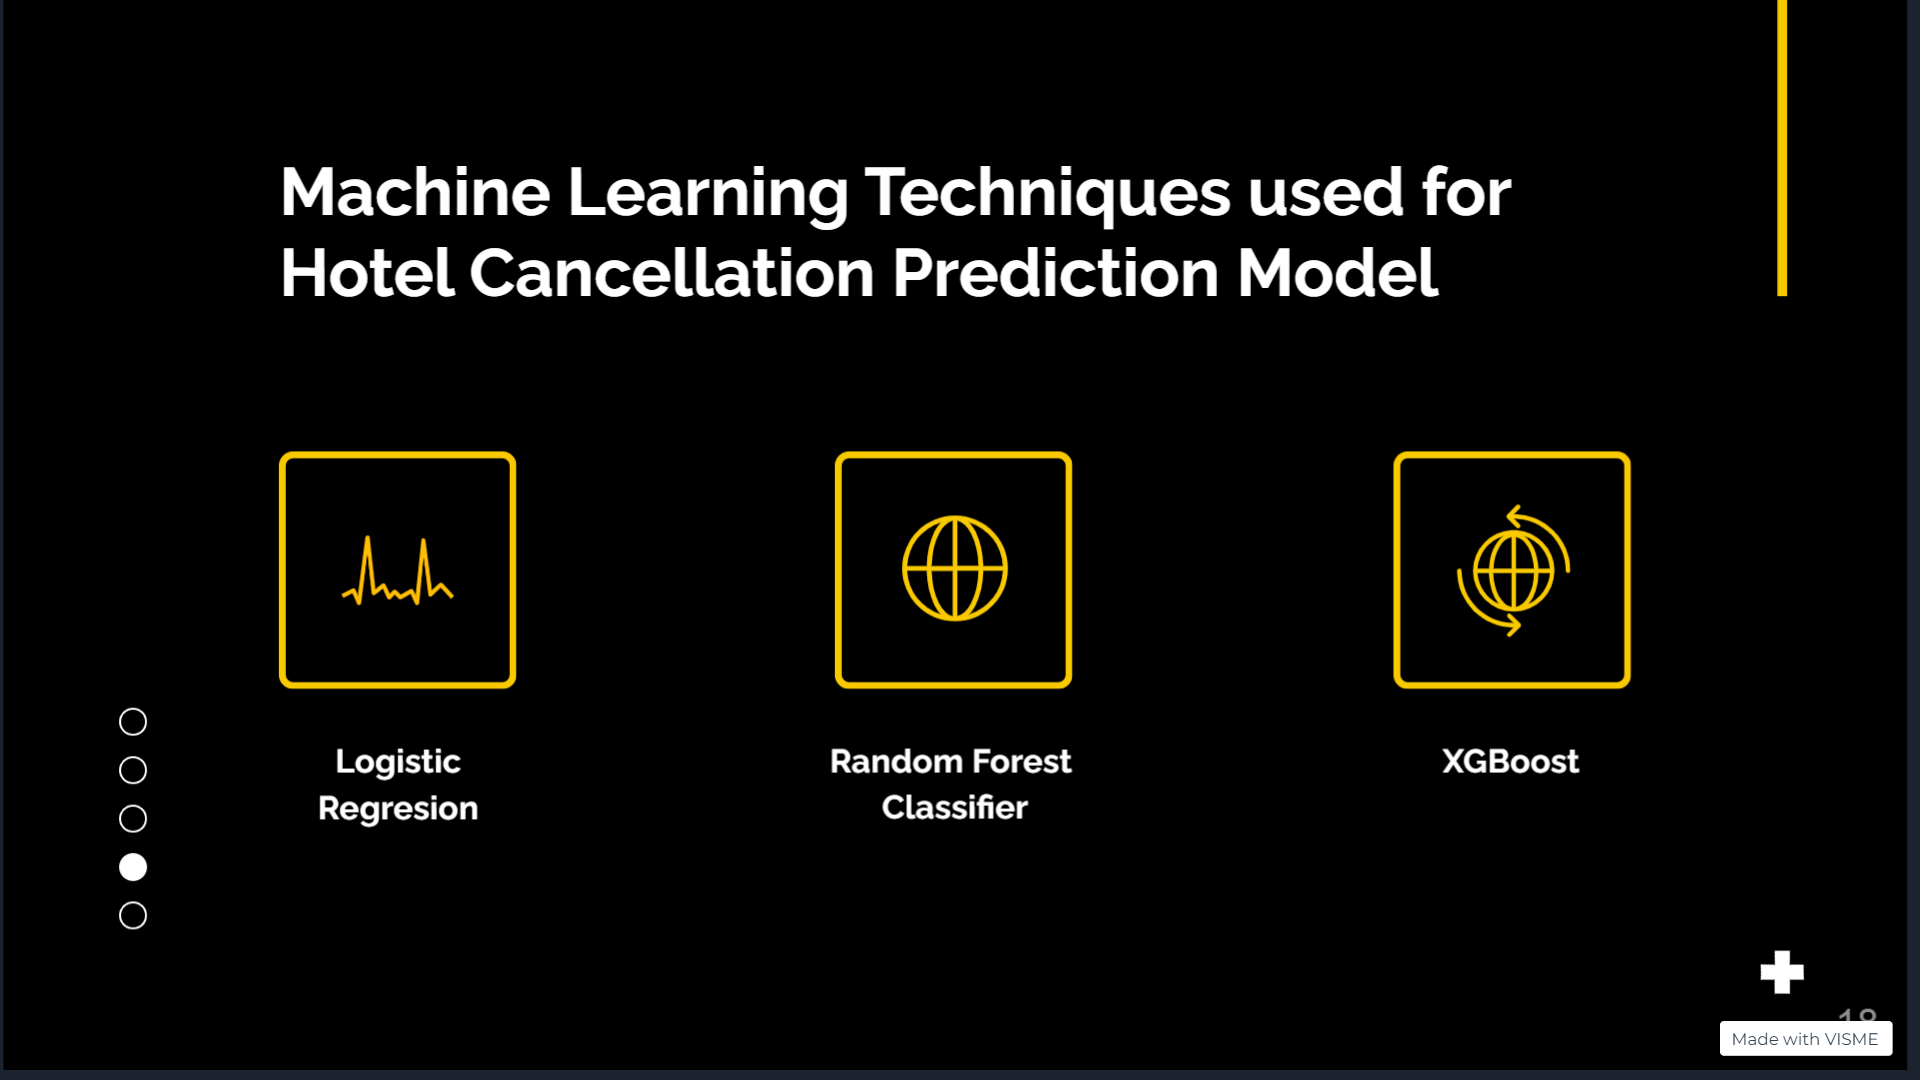 Machine Learning Techniques used for
Hotel Cancellation Prediction Model
Logistic
Regresion
Random Forest
Classifier
XGBoost
Made with VISME